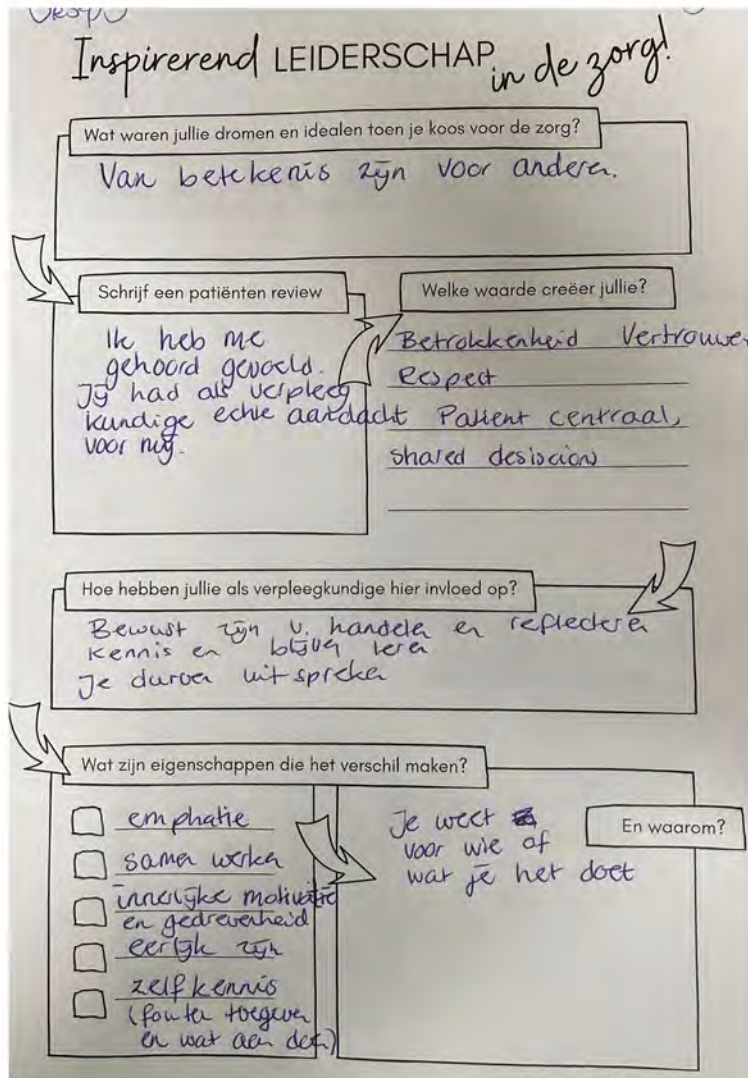 Inspirerend LEIDERSCHAP
in de zorg!
Wat waren jullie dromen en idealen toen je koos voor de zorg?
Van betekenis zijn voor anderen.
Schrijf een patiënten review
Ik heb me
gehoord gevoeld.
Jij had als verpleeg
kundige echte aandacht
voor mij.
Welke waarde creëer jullie?
Betrokkenheid Vertrouwen
Respect
Patient centraal,
shared desision
Hoe hebben jullie als verpleegkundige hier invloed op?
Bewust zijn v. handelen en reflecteren
kennis en blijven leren
Je durven uitspreken
Wat zijn eigenschappen die het verschil maken?
emphatie
samen werken
innerlijke motivatie
en gedrevenheid
eerlijk zijn
zelfkennis
(fouten toegeven
en wat aan doen)
En waarom?
Je weet
voor wie of
wat je het doet